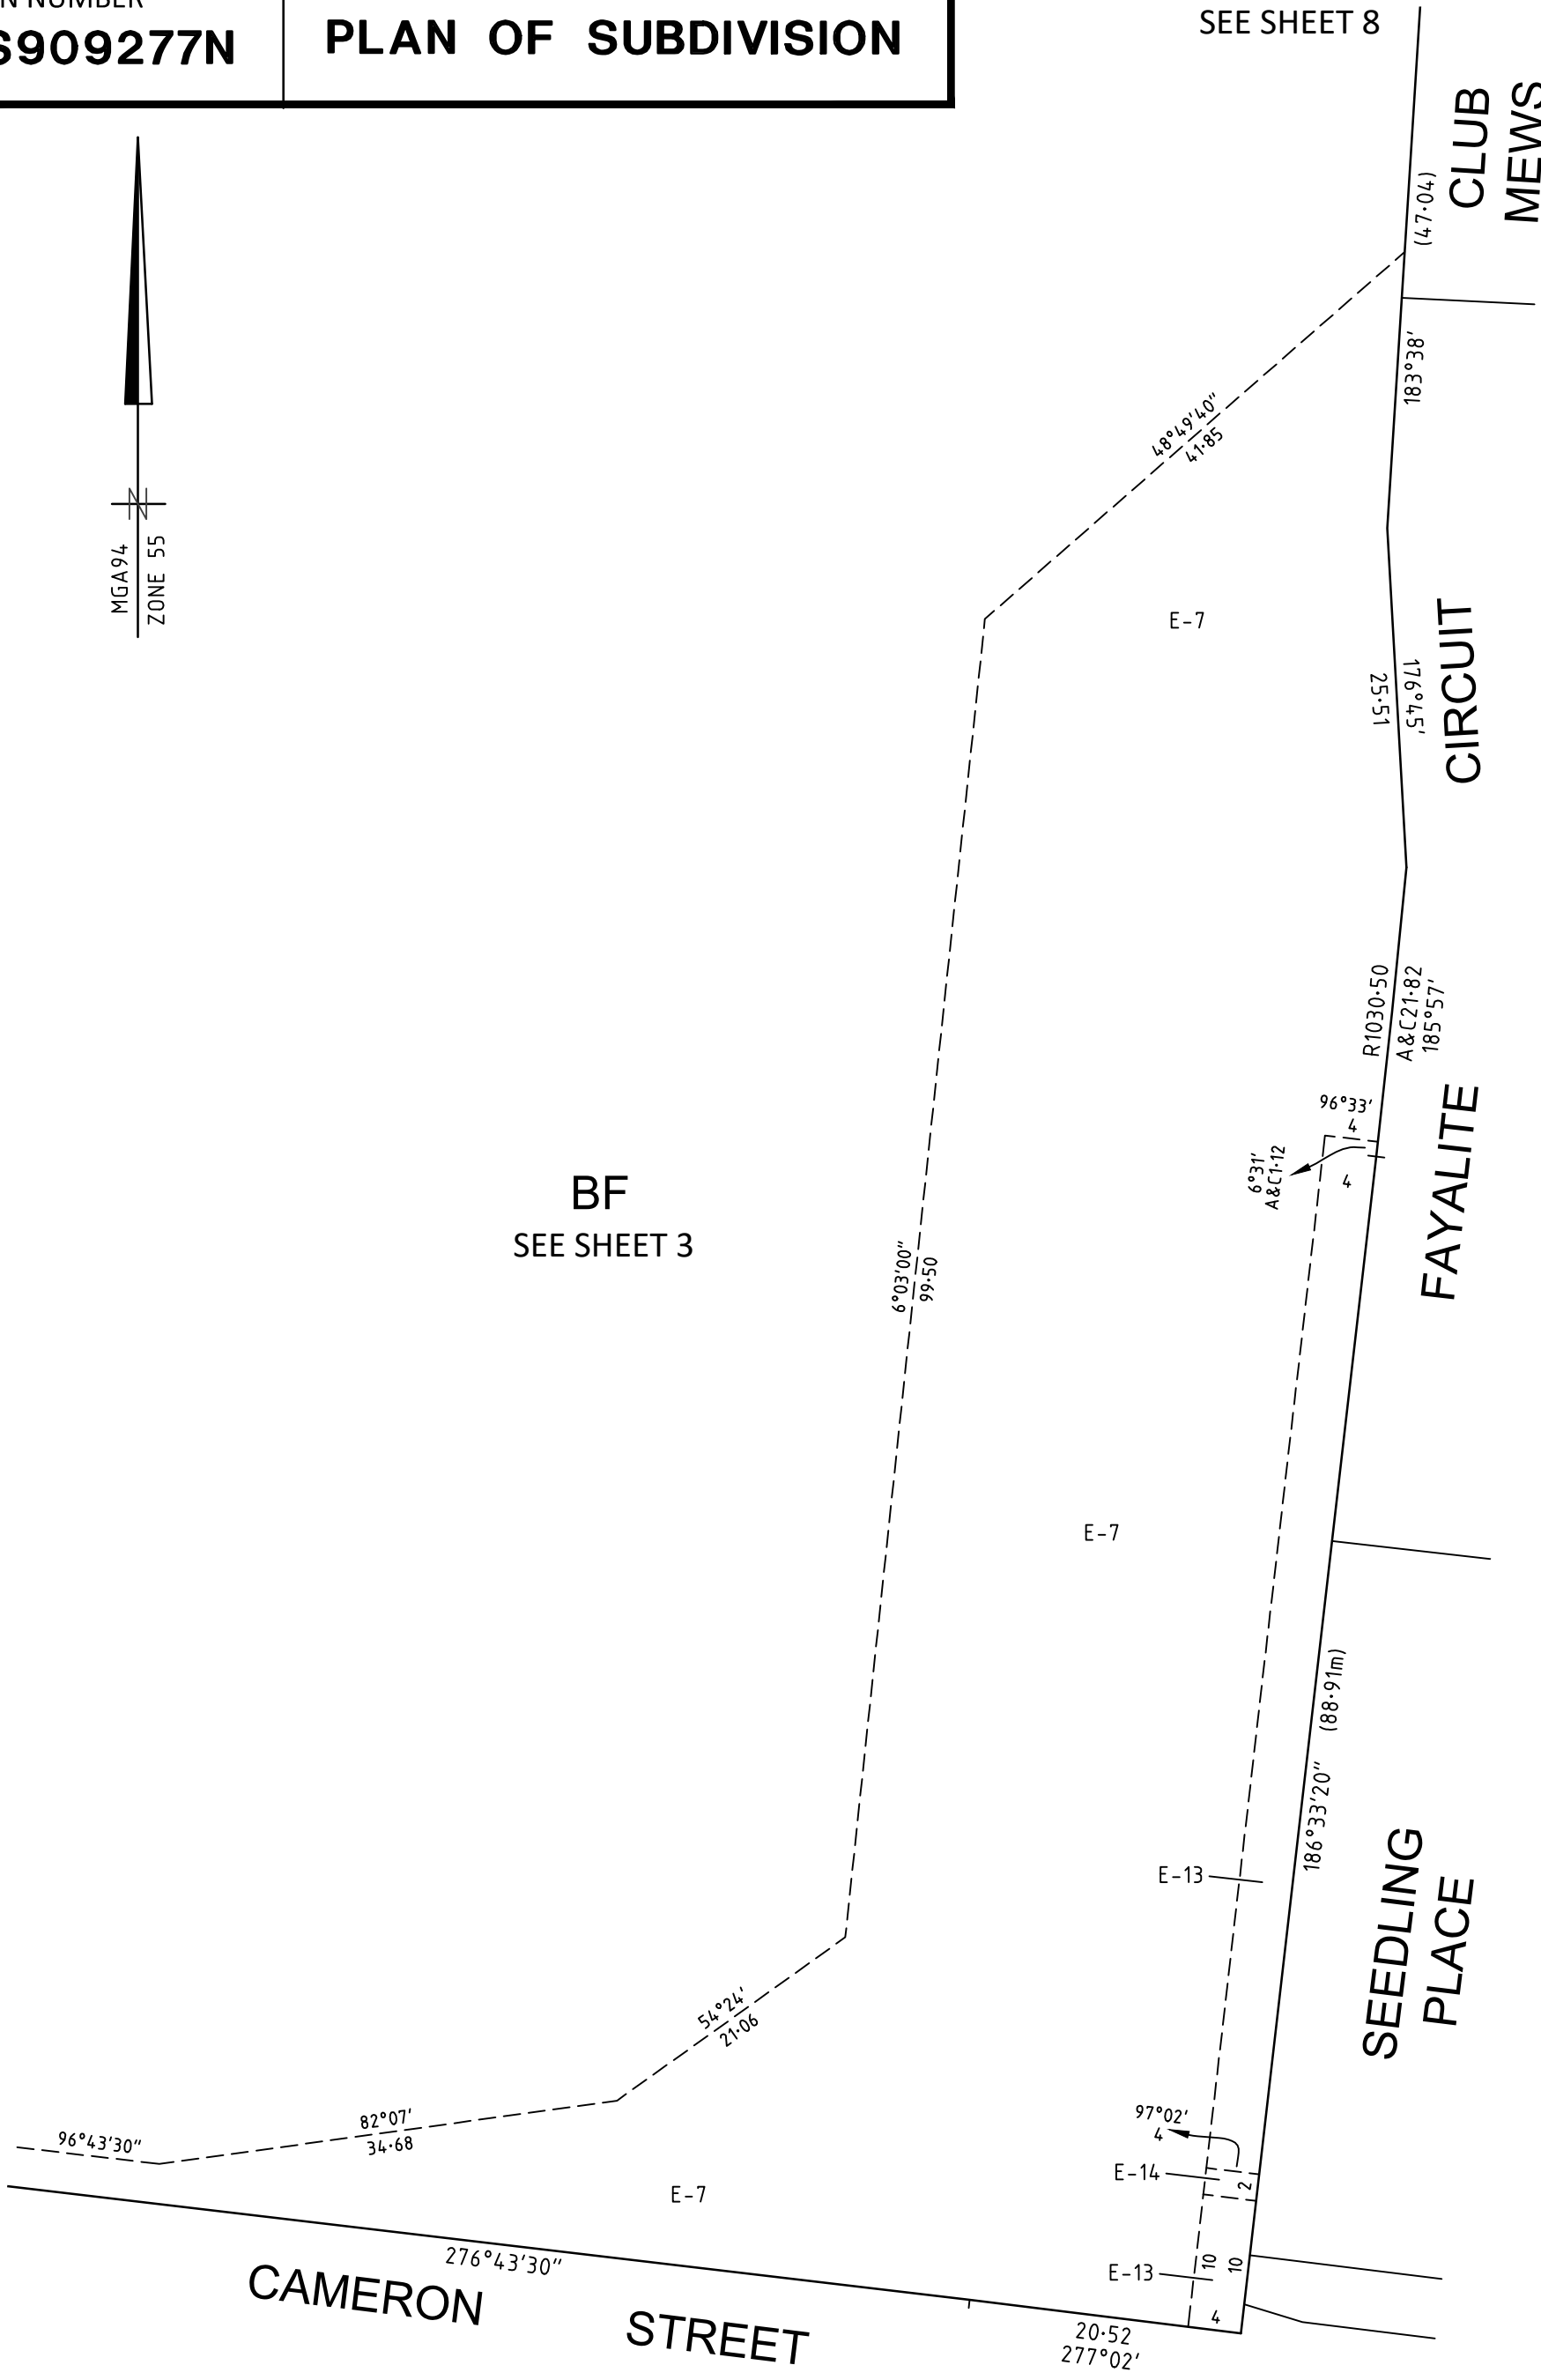 S909277N
PLAN OF SUBDIVISION
SEE SHEET 8
CLUB
MEWS
(47·04)
183°38'
48°49'40"
41·85
MGA94
ZONE 55
N
E-7
176°45'
25·51
CIRCUIT
R1030·50
A&C21·82
185°57'
96°33'
4
6°31'
A&C1·12
4
FAYALITE
BF
SEE SHEET 3
6°03'00"
99·50
E-7
(88·91m)
186°33'20"
E-13
SEEDLING
PLACE
54°24'
21·06
82°07'
34·68
96°43'30"
97°02'
4
E-14
2
E-7
276°43'30"
10
10
E-13
4
CAMERON STREET
20·52
277°02'